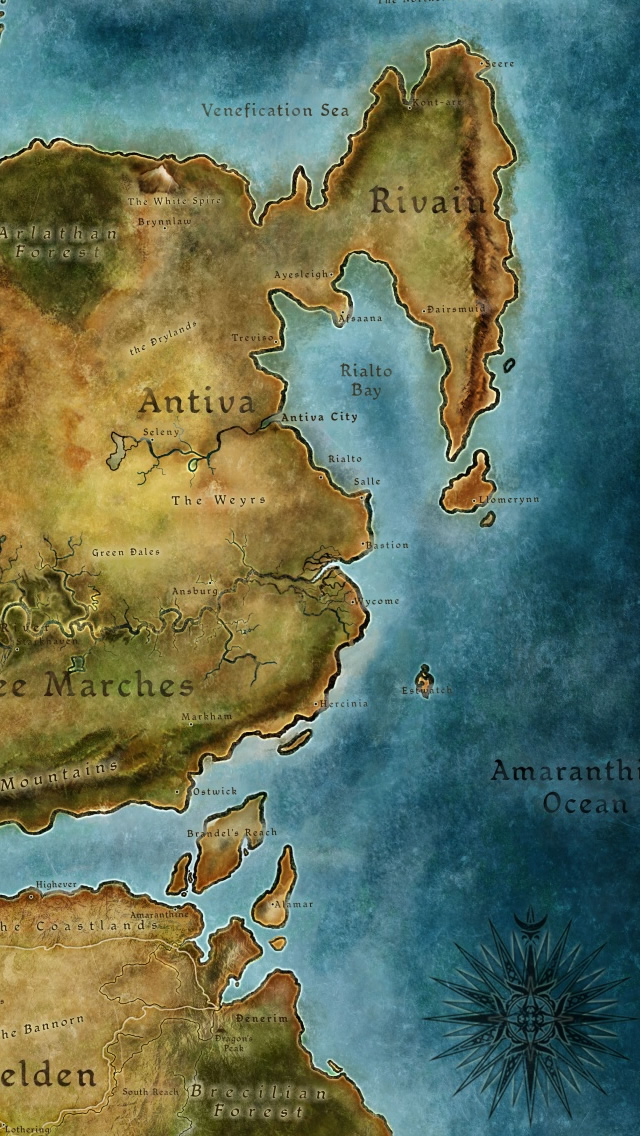 The Northern
Seere
Kont-arr
Venefication Sea
The White Spire
Rivain
Brynnlaw
Arlathan
Forest
Ayesleigh
Dairsmuid
Afsaana
the Drylands
Treviso
Rialto
Bay
Antiva
Antiva City
Seleny
Rialto
Salle
The Weyrs
Llomerynn
Bastion
Green Dales
Ansburg
Wycome
ee Marches
Estwatch
Hercinia
Markham
Mountains
Amaranthi
Ocean
Ostwick
Brandel's Reach
Highever
Alamar
Amaranthine
he Coastlands
Denerim
he Bannorn
Dragon's
Peak
elden
South Reach
Brecilian
Forest
Lothering